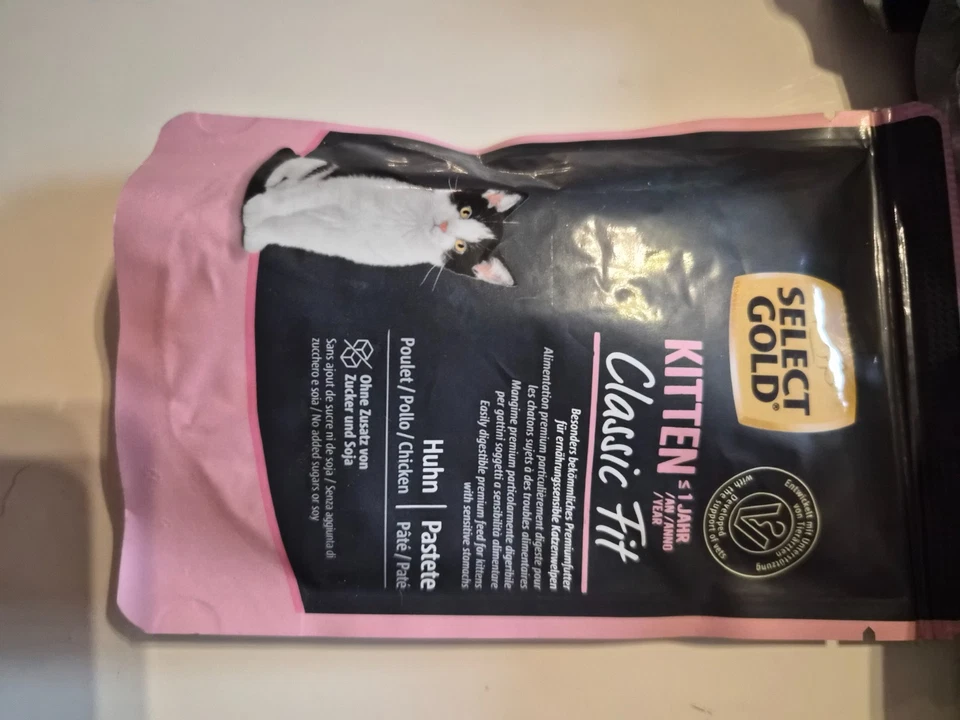 SELECT
GOLD®
Entwickelt mit Unterstützung
von Tierärzten
Developed
with the support of vets
KITTEN ≤ 1 JAHR
/AN /ANNO
/YEAR
Classic Fit
Besonders bekömmliches Premiumfutter
für ernährungssensible Katzenwelpen
Alimentation premium particulièrement digeste pour
les chatons sujets à des troubles alimentaires
Mangime premium particolarmente digeribile
per gattini soggetti a sensibilità alimentare
Easily digestible premium feed for kittens
with sensitive stomachs
Huhn | Pastete
Poulet / Pollo / Chicken | Pâté / Paté
Ohne Zusatz von
Zucker und Soja
Sans ajout de sucre ni de soja / Senza aggiunta di
zucchero e soia / No added sugars or soy